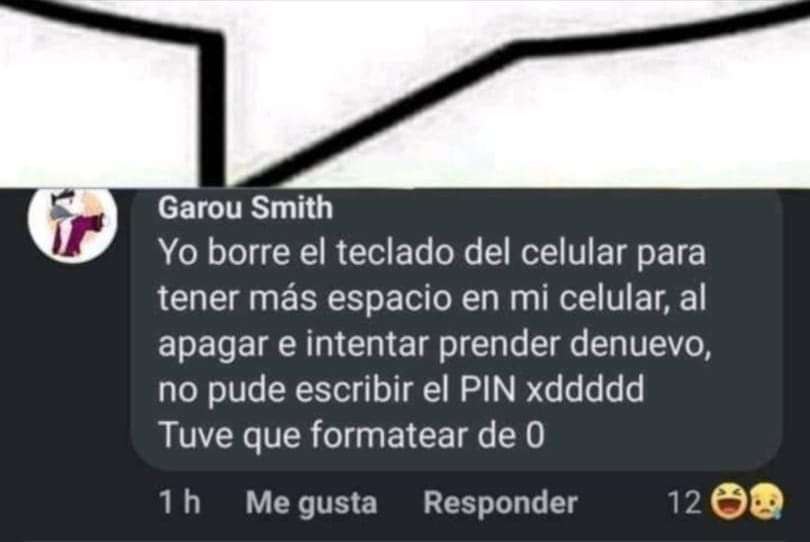 Garou Smith
Yo borre el teclado del celular para
tener más espacio en mi celular, al
apagar e intentar prender denuevo,
no pude escribir el PIN xddddd
Tuve que formatear de 0
1 h Me gusta Responder 12